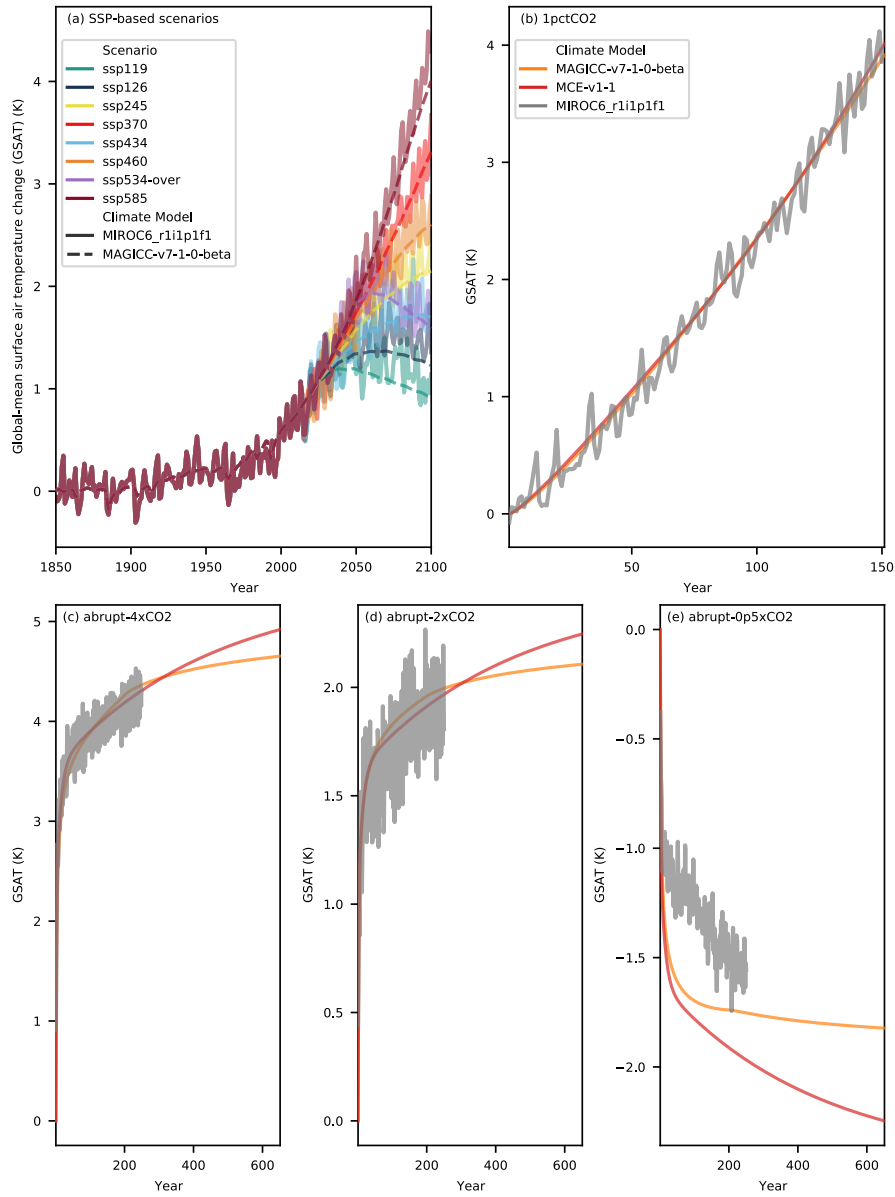 (a) SSP-based scenarios
Scenario
ssp119
ssp126
ssp245
ssp370
ssp434
ssp460
ssp534-over
ssp585
Climate Model
MIROC6_r1i1p1f1
MAGICC-v7-1-0-beta
Global-mean surface air temperature change (GSAT) (K)
4
3
2
1
0
1850
1900
1950
2000
2050
2100
Year
(b) 1pctCO2
Climate Model
MAGICC-v7-1-0-beta
MCE-v1-1
MIROC6_r1i1p1f1
GSAT (K)
4
3
2
1
0
50
100
150
Year
(c) abrupt-4xCO2
GSAT (K)
5
4
3
2
1
0
200
400
600
Year
(d) abrupt-2xCO2
GSAT (K)
2.0
1.5
1.0
0.5
0.0
200
400
600
Year
(e) abrupt-0p5xCO2
GSAT (K)
0.0
−0.5
−1.0
−1.5
−2.0
200
400
600
Year